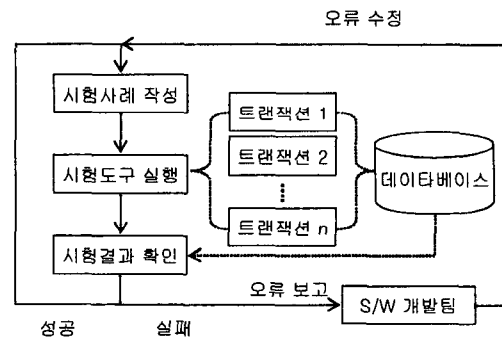 오류 수정
시험사례 작성
트랜잭션 1
트랜잭션 2
시험도구 실행
데이타베이스
트랜잭션 n
시험결과 확인
오류 보고
S/W 개발팀
성공
실패